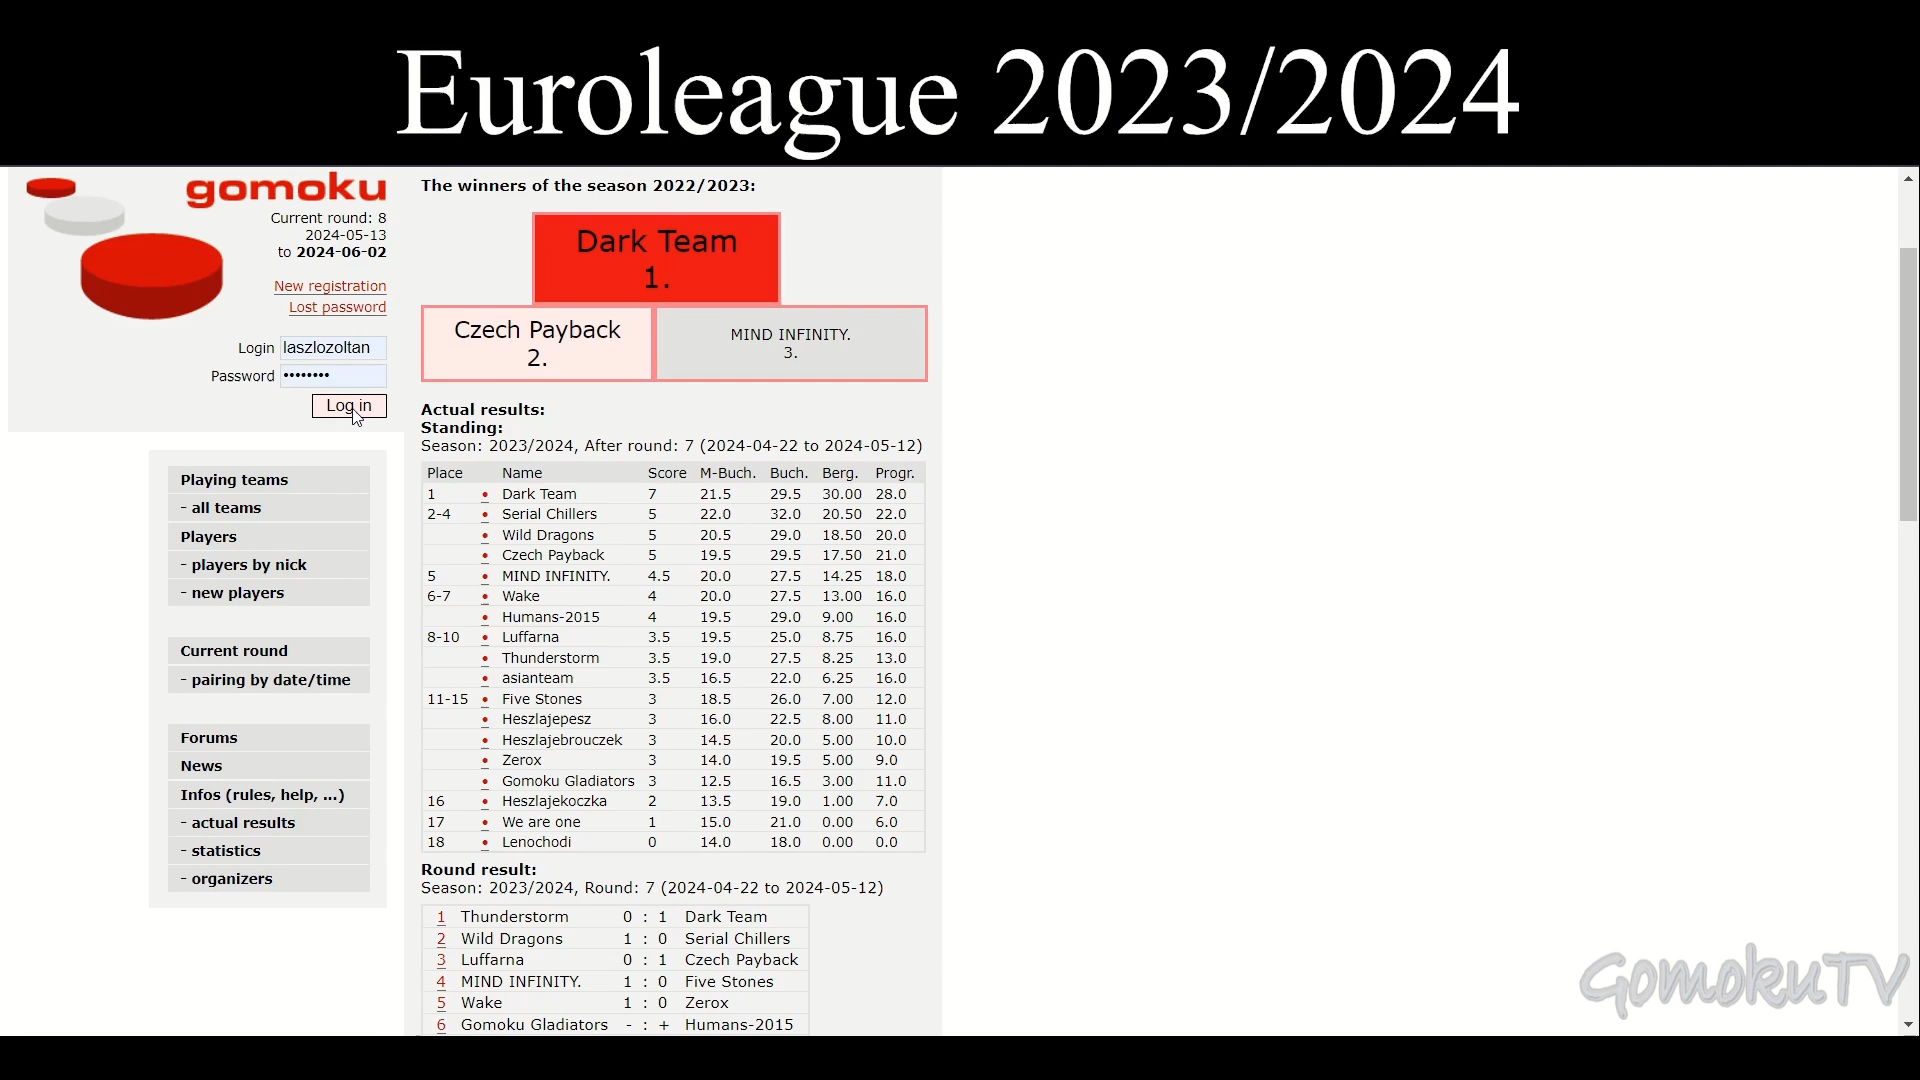 Euroleague 2023/2024
gomoku
Current round: 8
2024-05-13
to 2024-06-02
New registration
Lost password
Login laszlozoltan
Password ••••••••
Log in
Playing teams
- all teams
Players
- players by nick
- new players
Current round
- pairing by date/time
Forums
News
Infos (rules, help, ...)
- actual results
- statistics
- organizers
The winners of the season 2022/2023:
Dark Team
1.
Czech Payback
2.
MIND INFINITY.
3.
Actual results:
Standing:
Season: 2023/2024, After round: 7 (2024-04-22 to 2024-05-12)
Place Name Score M-Buch. Buch. Berg. Progr.
1 • Dark Team 7 21.5 29.5 30.00 28.0
2-4 • Serial Chillers 5 22.0 32.0 20.50 22.0
• Wild Dragons 5 20.5 29.0 18.50 20.0
• Czech Payback 5 19.5 29.5 17.50 21.0
5 • MIND INFINITY. 4.5 20.0 27.5 14.25 18.0
6-7 • Wake 4 20.0 27.5 13.00 16.0
• Humans-2015 4 19.5 29.0 9.00 16.0
8-10 • Luffarna 3.5 19.5 25.0 8.75 16.0
• Thunderstorm 3.5 19.0 27.5 8.25 13.0
• asianteam 3.5 16.5 22.0 6.25 16.0
11-15 • Five Stones 3 18.5 26.0 7.00 12.0
• Heszlajepesz 3 16.0 22.5 8.00 11.0
• Heszlajebrouczek 3 14.5 20.0 5.00 10.0
• Zerox 3 14.0 19.5 5.00 9.0
• Gomoku Gladiators 3 12.5 16.5 3.00 11.0
16 • Heszlajekoczka 2 13.5 19.0 1.00 7.0
17 • We are one 1 15.0 21.0 0.00 6.0
18 • Lenochodi 0 14.0 18.0 0.00 0.0
Round result:
Season: 2023/2024, Round: 7 (2024-04-22 to 2024-05-12)
1 Thunderstorm 0 : 1 Dark Team
2 Wild Dragons 1 : 0 Serial Chillers
3 Luffarna 0 : 1 Czech Payback
4 MIND INFINITY. 1 : 0 Five Stones
5 Wake 1 : 0 Zerox
6 Gomoku Gladiators - : + Humans-2015
GomokuTV